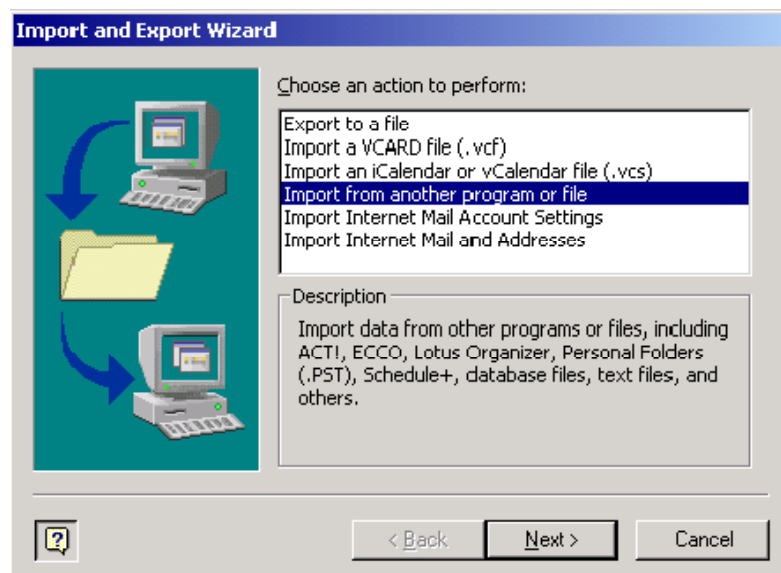 Import and Export Wizard
Choose an action to perform:
Export to a file
Import a VCARD file (.vcf)
Import an iCalendar or vCalendar file (.vcs)
Import from another program or file
Import Internet Mail Account Settings
Import Internet Mail and Addresses
Description
Import data from other programs or files, including
ACT!, ECCO, Lotus Organizer, Personal Folders
(.PST), Schedule+, database files, text files, and
others.
?
< Back
Next >
Cancel